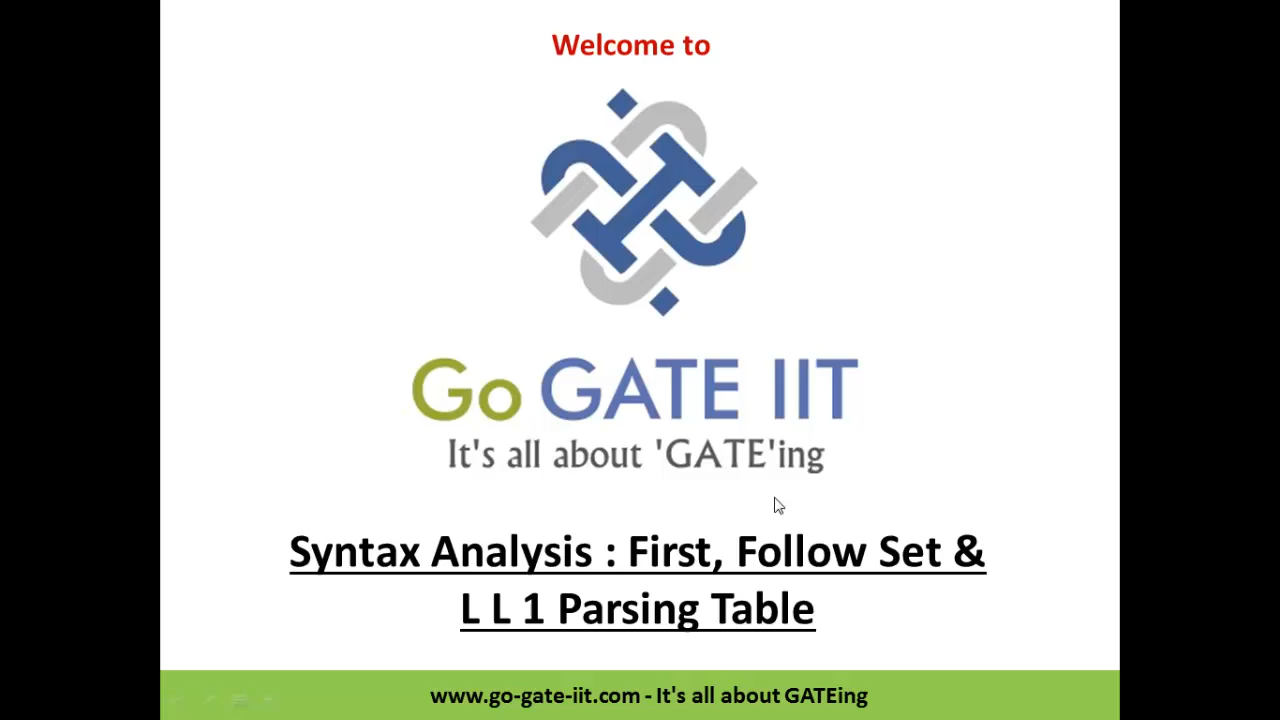 Welcome to
Go GATE IIT
It's all about 'GATE'ing
Syntax Analysis : First, Follow Set &
L L 1 Parsing Table
www.go-gate-iit.com - It's all about GATEing